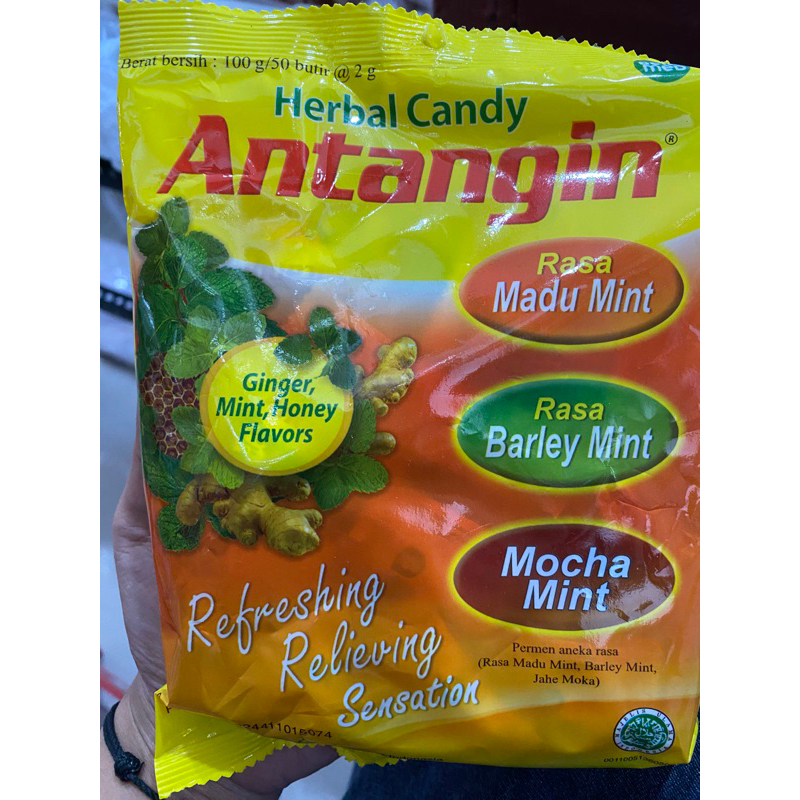 Berat bersih : 100 g/50 butir @ 2 g
Herbal Candy
Antangin®
Rasa
Madu Mint
Ginger,
Mint, Honey
Flavors
Rasa
Barley Mint
Mocha
Mint
Refreshing
Relieving
Sensation
Permen aneka rasa
(Rasa Madu Mint, Barley Mint,
Jahe Moka)